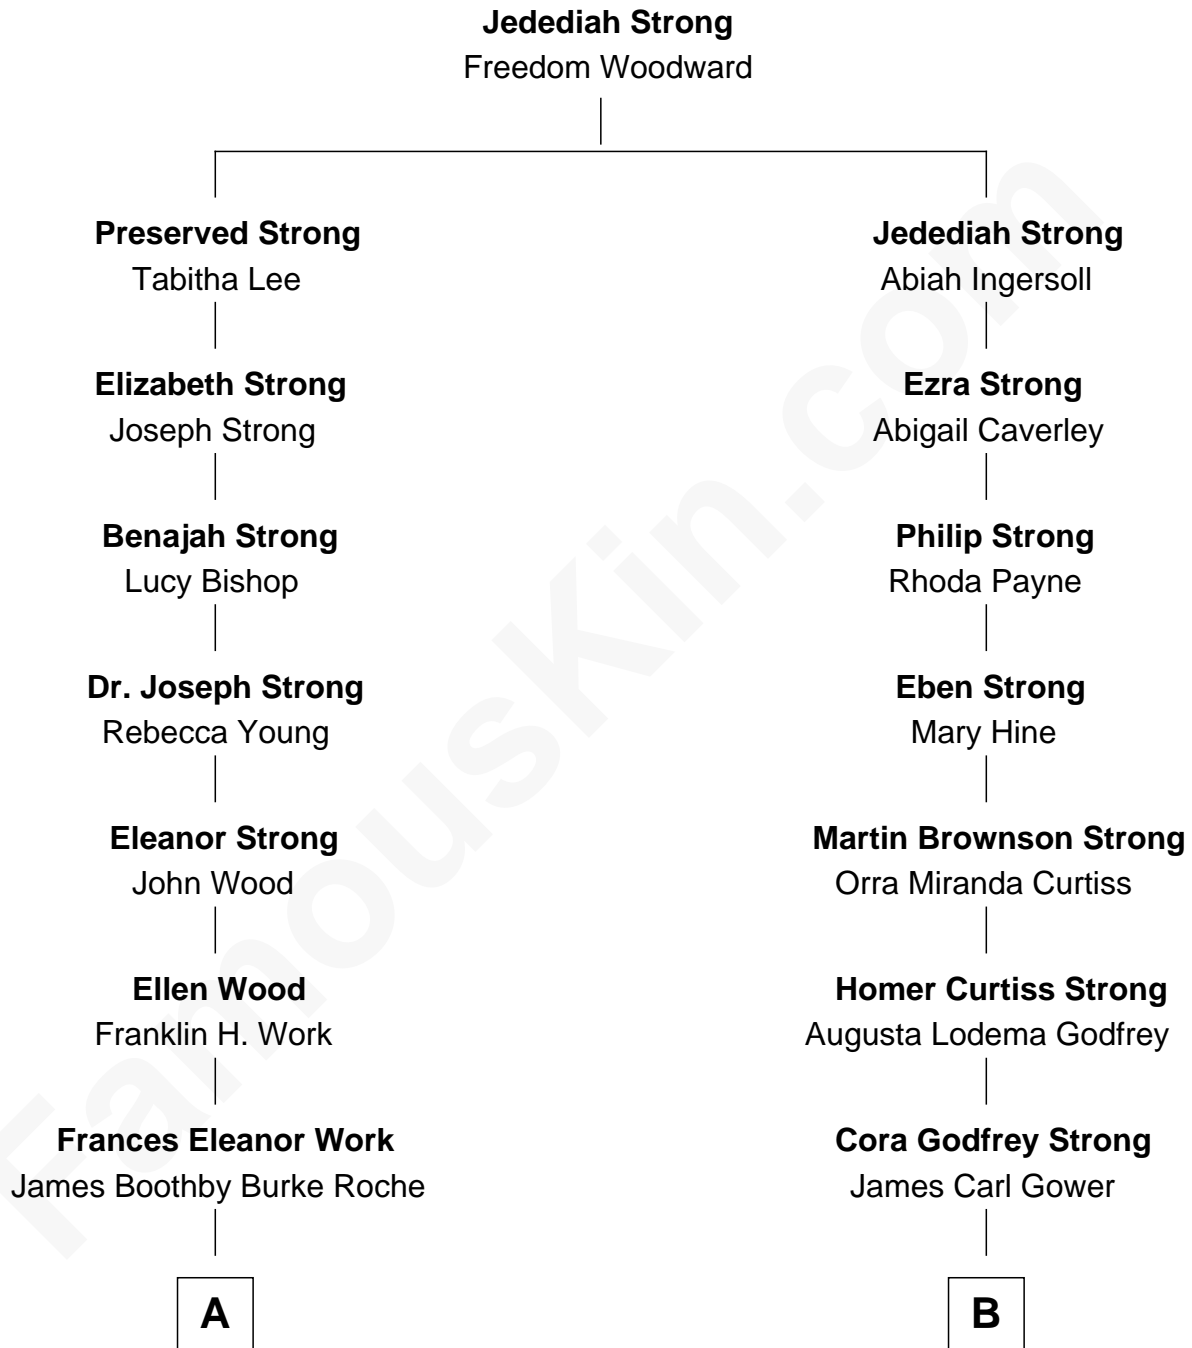 Jedediah Strong
Freedom Woodward
Preserved Strong
Tabitha Lee
Jedediah Strong
Abiah Ingersoll
Elizabeth Strong
Joseph Strong
Ezra Strong
Abigail Caverley
Benajah Strong
Lucy Bishop
Philip Strong
Rhoda Payne
Dr. Joseph Strong
Rebecca Young
Eben Strong
Mary Hine
Eleanor Strong
John Wood
Martin Brownson Strong
Orra Miranda Curtiss
Ellen Wood
Franklin H. Work
Homer Curtiss Strong
Augusta Lodema Godfrey
Frances Eleanor Work
James Boothby Burke Roche
Cora Godfrey Strong
James Carl Gower
A
B
FamousKin.com